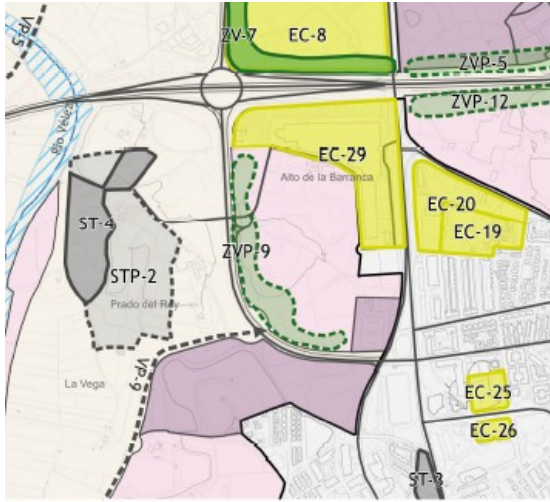 VP-5
ZV-7
EC-8
ZVP-5
ZVP-12
Río Vélez
EC-29
Alto de la Barranca
EC-20
EC-19
ST-4
STP-2
ZVP-9
Prado del Rey
VP-9
La Vega
EC-25
EC-26
ST-3